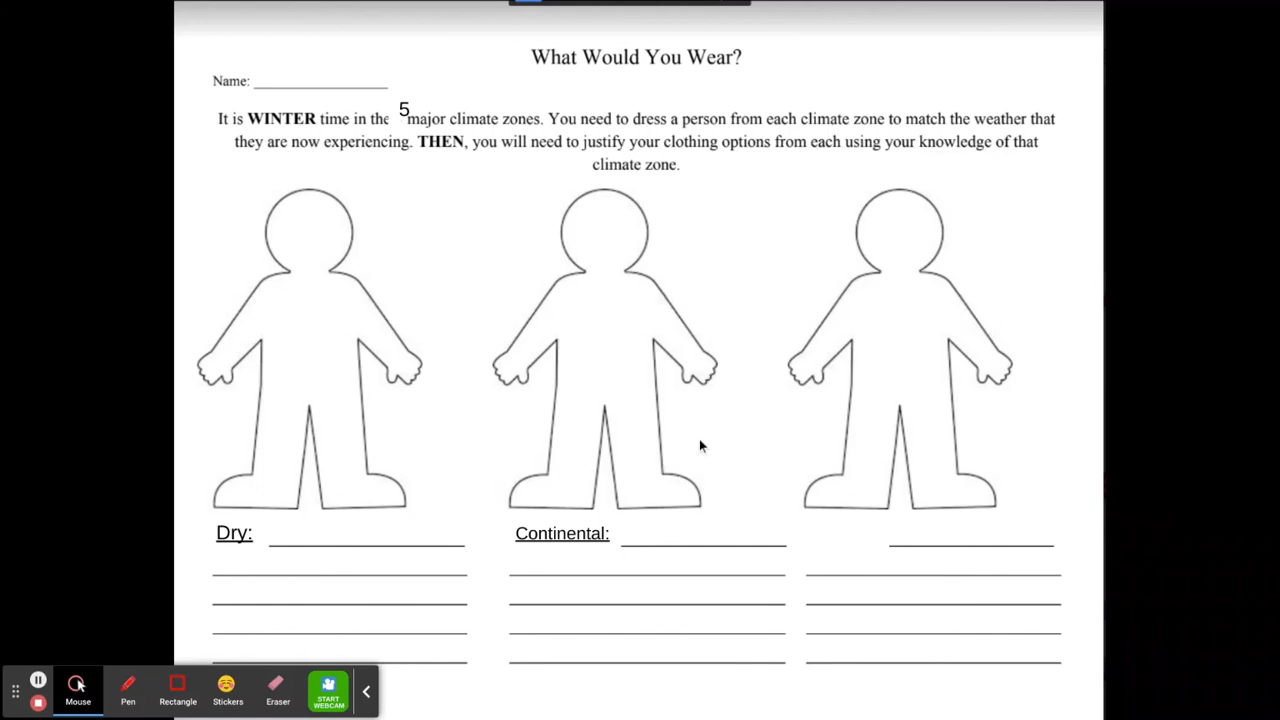 What Would You Wear?
Name:
It is WINTER time in the 5 major climate zones. You need to dress a person from each climate zone to match the weather that
they are now experiencing. THEN, you will need to justify your clothing options from each using your knowledge of that
climate zone.
Dry:
Continental:
Mouse
Pen
Rectangle
Stickers
Eraser
START
WEBCAM